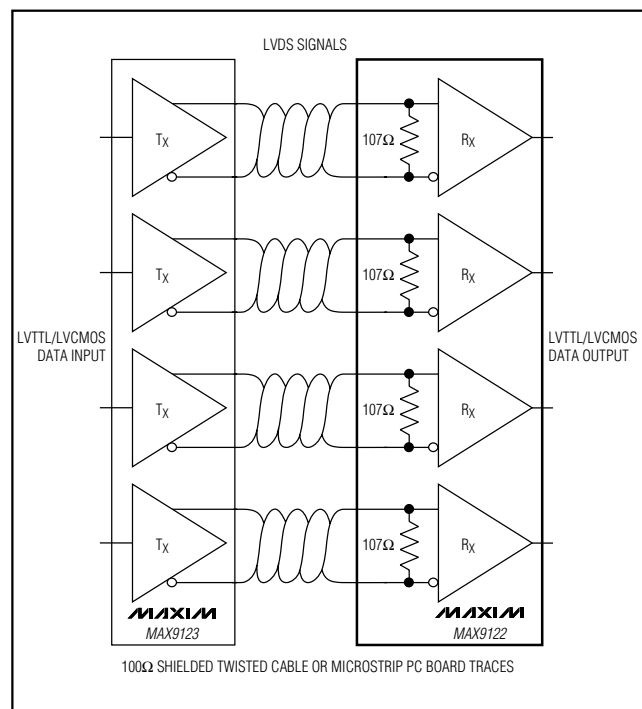 LVDS SIGNALS
TX
107Ω
RX
TX
107Ω
RX
LVTTL/LVCMOS
DATA INPUT
LVTTL/LVCMOS
DATA OUTPUT
TX
107Ω
RX
TX
107Ω
RX
MAXIM
MAX9123
MAXIM
MAX9122
100Ω SHIELDED TWISTED CABLE OR MICROSTRIP PC BOARD TRACES